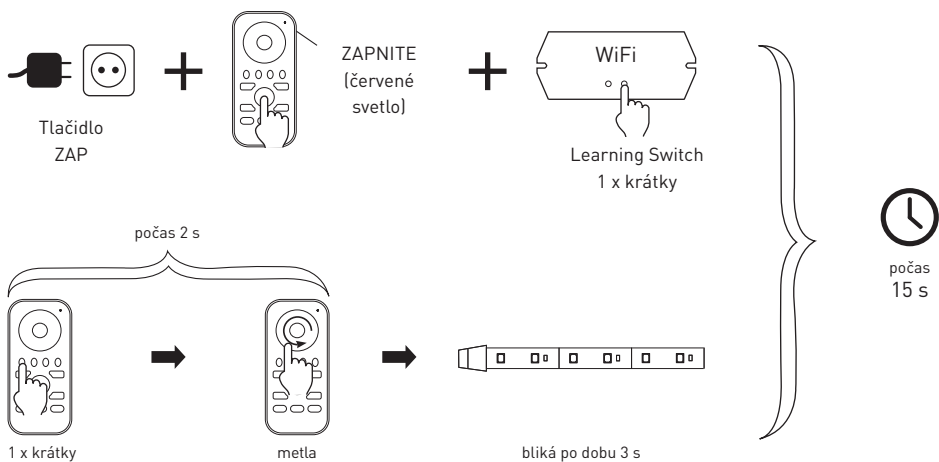 Tlačidlo
ZAP
ZAPNITE
(červené
svetlo)
WiFi
Learning Switch
1 x krátky
počas 2 s
1 x krátky
metla
bliká po dobu 3 s
počas
15 s